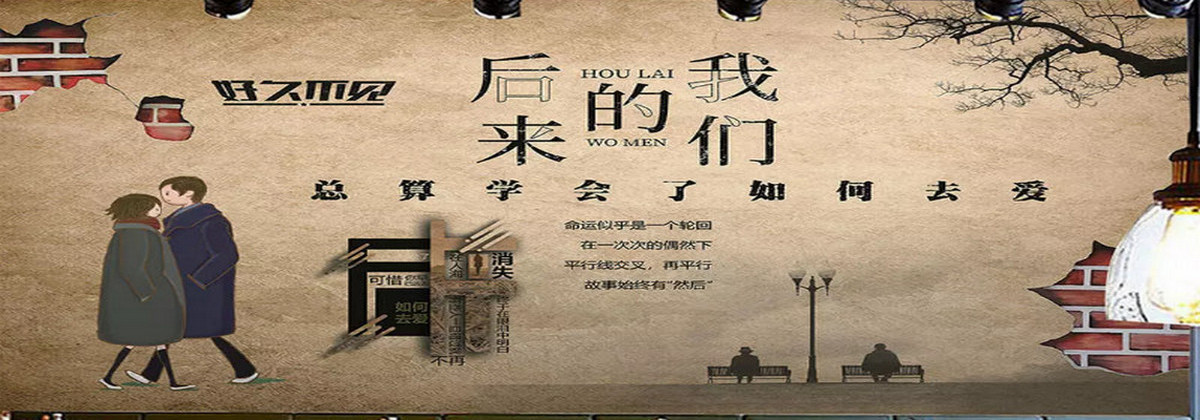 好久不见
后来
HOU LAI
的
WO MEN
我们
总算学会了如何去爱
命运似乎是一个轮回
在一次次的偶然下
平行线交叉，再平行
故事始终有"然后"
消失
可惜
如何
去爱
不再